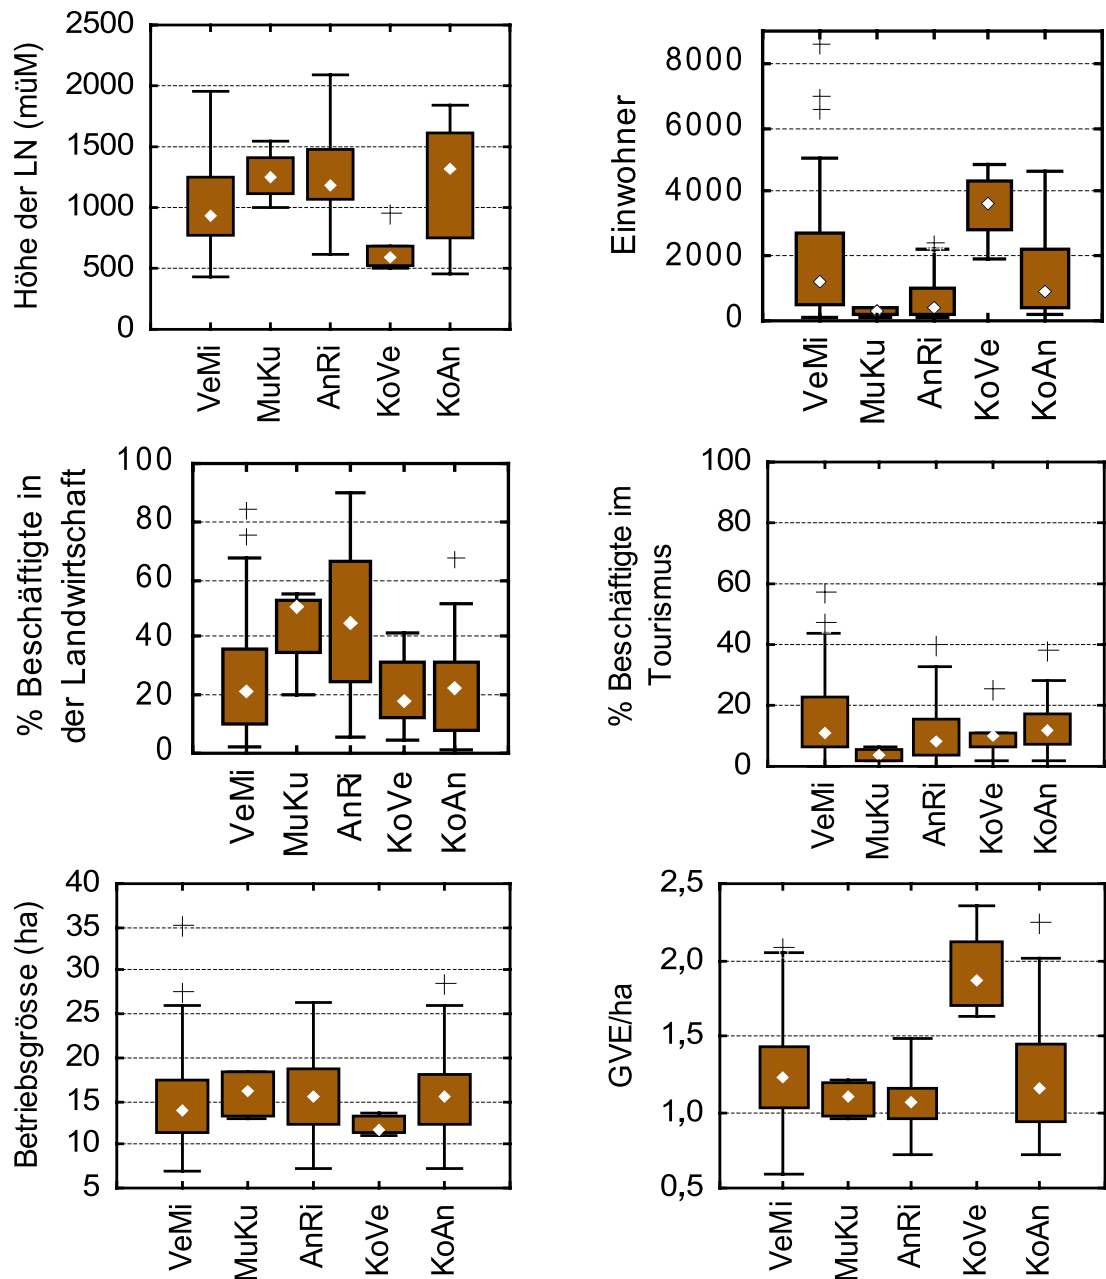 Höhe der LN (müM)
2500
2000
1500
1000
500
0
VeMi
MuKu
AnRi
KoVe
KoAn
Einwohner
8000
6000
4000
2000
0
VeMi
MuKu
AnRi
KoVe
KoAn
% Beschäftigte in
der Landwirtschaft
100
80
60
40
20
0
VeMi
MuKu
AnRi
KoVe
KoAn
% Beschäftigte im
Tourismus
100
80
60
40
20
0
VeMi
MuKu
AnRi
KoVe
KoAn
Betriebsgrösse (ha)
40
35
30
25
20
15
10
5
VeMi
MuKu
AnRi
KoVe
KoAn
GVE/ha
2,5
2,0
1,5
1,0
0,5
VeMi
MuKu
AnRi
KoVe
KoAn